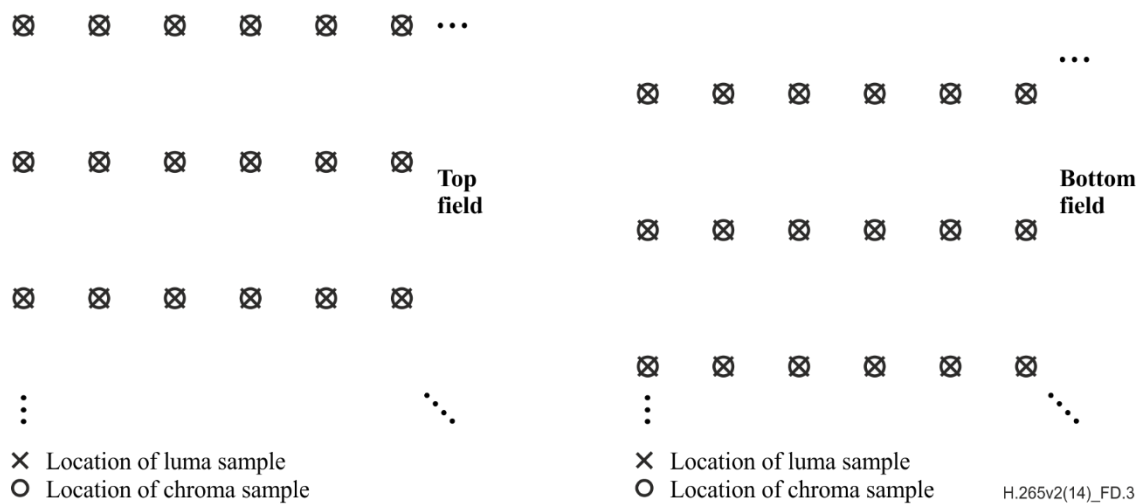 Top
field
Bottom
field
Location of luma sample
Location of chroma sample
Location of luma sample
Location of chroma sample
H.265v2(14)_FD.3